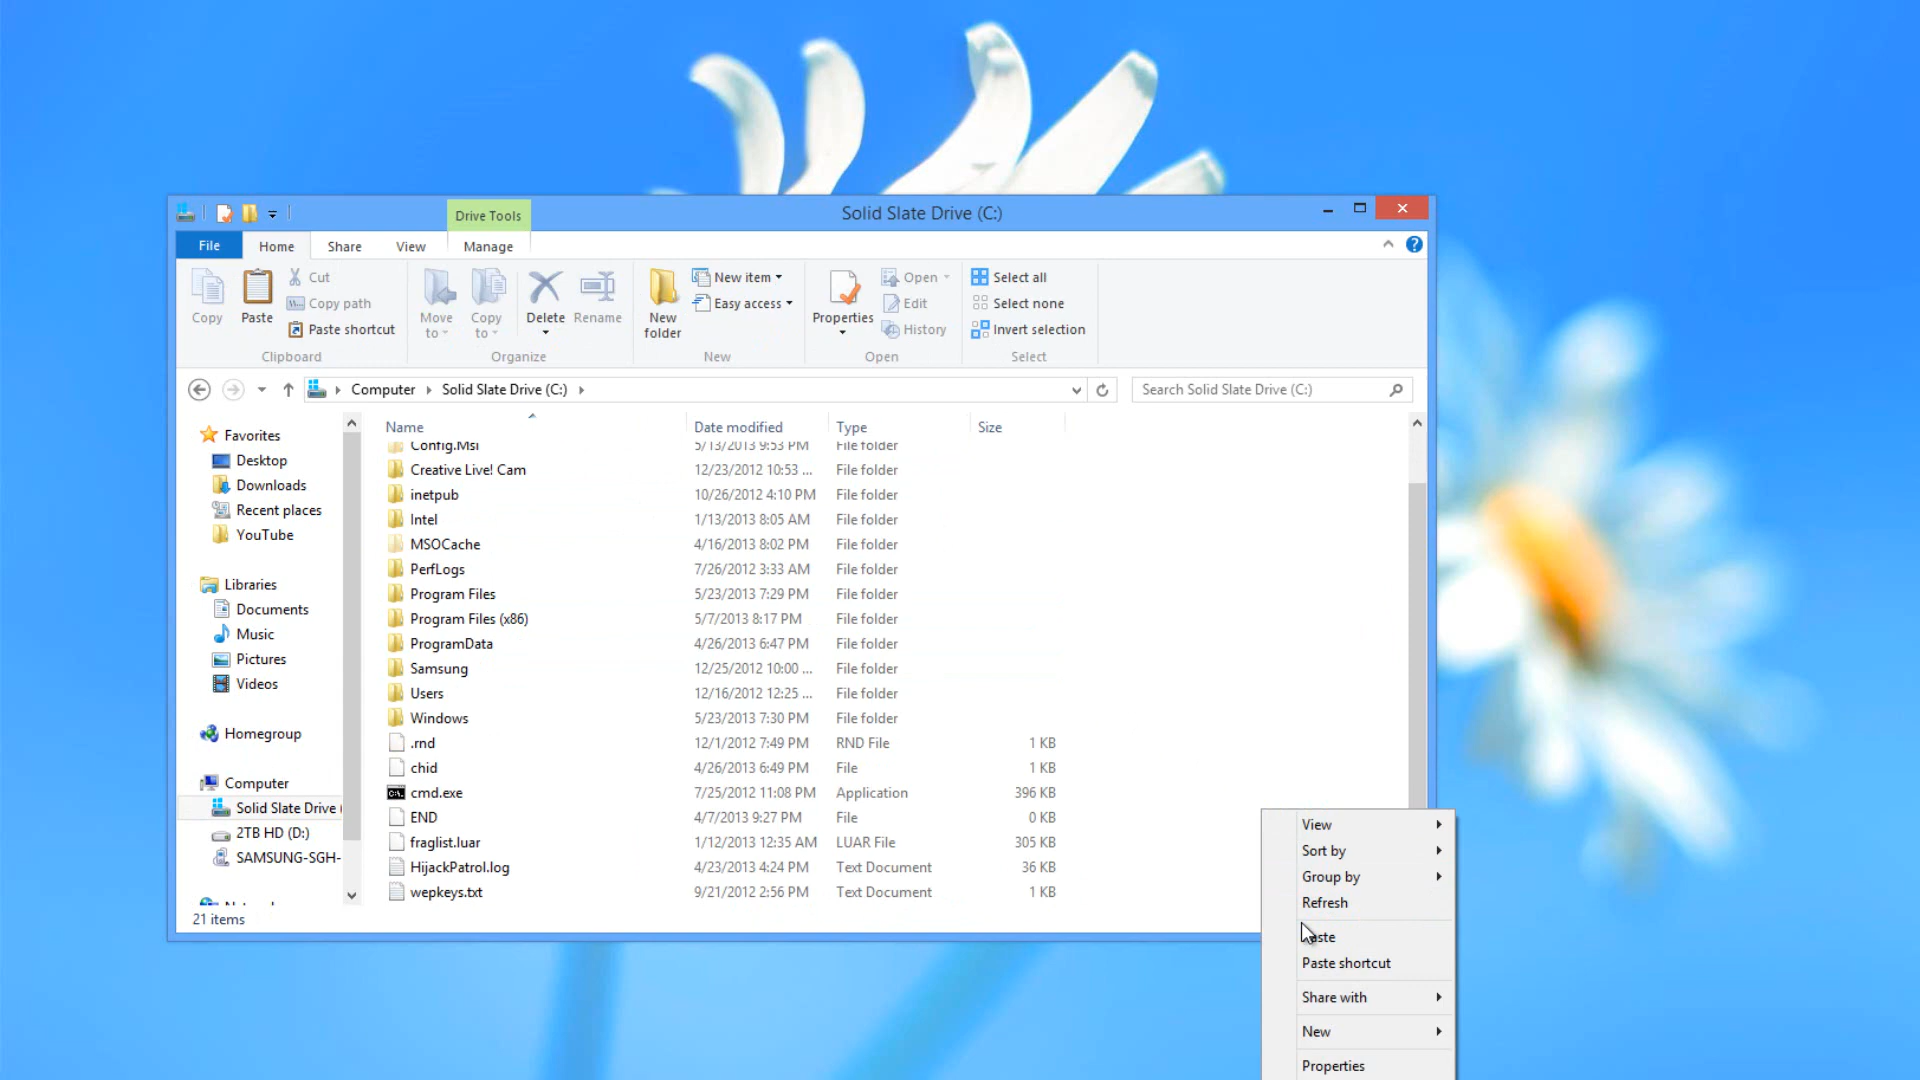 Drive Tools
Solid Slate Drive (C:)
File Home Share View Manage
Copy
Paste
Cut
Copy path
Paste shortcut
Clipboard
Move to
Copy to
Delete
Rename
Organize
New folder
New item
Easy access
New
Properties
Open
Edit
History
Open
Select all
Select none
Invert selection
Select
Computer Solid Slate Drive (C:)
Search Solid Slate Drive (C:)
Favorites
Desktop
Downloads
Recent places
YouTube
Libraries
Documents
Music
Pictures
Videos
Homegroup
Computer
Solid Slate Drive (
2TB HD (D:)
SAMSUNG-SGH-
Name Date modified Type Size
Config.Msi 5/13/2013 9:53 PM File folder
Creative Live! Cam 12/23/2012 10:53 ... File folder
inetpub 10/26/2012 4:10 PM File folder
Intel 1/13/2013 8:05 AM File folder
MSOCache 4/16/2013 8:02 PM File folder
PerfLogs 7/26/2012 3:33 AM File folder
Program Files 5/23/2013 7:29 PM File folder
Program Files (x86) 5/7/2013 8:17 PM File folder
ProgramData 4/26/2013 6:47 PM File folder
Samsung 12/25/2012 10:00 ... File folder
Users 12/16/2012 12:25 ... File folder
Windows 5/23/2013 7:30 PM File folder
.rnd 12/1/2012 7:49 PM RND File 1 KB
chid 4/26/2013 6:49 PM File 1 KB
cmd.exe 7/25/2012 11:08 PM Application 396 KB
END 4/7/2013 9:27 PM File 0 KB
fraglist.luar 1/12/2013 12:35 AM LUAR File 305 KB
HijackPatrol.log 4/23/2013 4:24 PM Text Document 36 KB
wepkeys.txt 9/21/2012 2:56 PM Text Document 1 KB
21 items
View
Sort by
Group by
Refresh
Paste
Paste shortcut
Share with
New
Properties